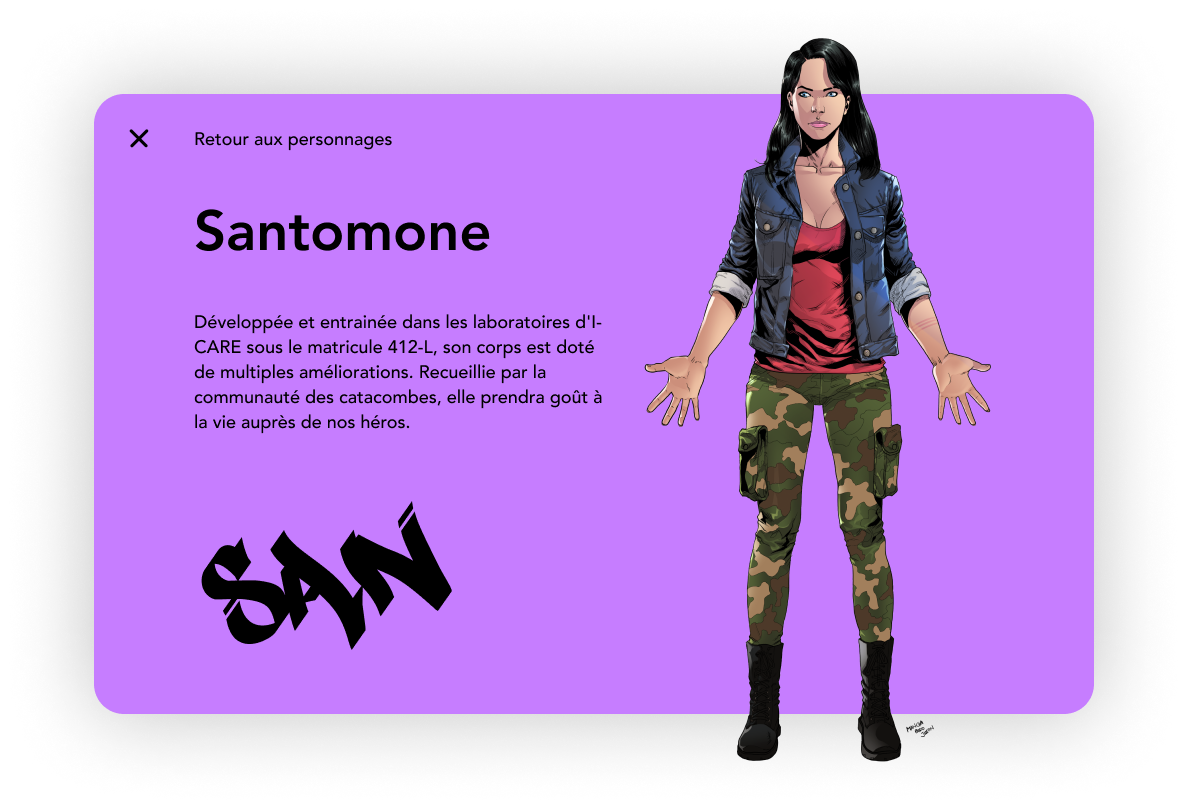 Retour aux personnages
Santomone
Développée et entrainée dans les laboratoires d'I-
CARE sous le matricule 412-L, son corps est doté
de multiples améliorations. Recueillie par la
communauté des catacombes, elle prendra goût à
la vie auprès de nos héros.
SAN